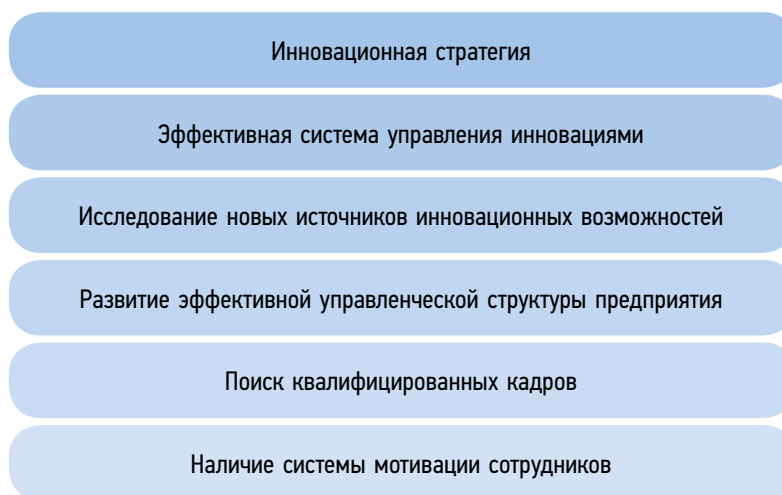 Инновационная стратегия
Эффективная система управления инновациями
Исследование новых источников инновационных возможностей
Развитие эффективной управленческой структуры предприятия
Поиск квалифицированных кадров
Наличие системы мотивации сотрудников